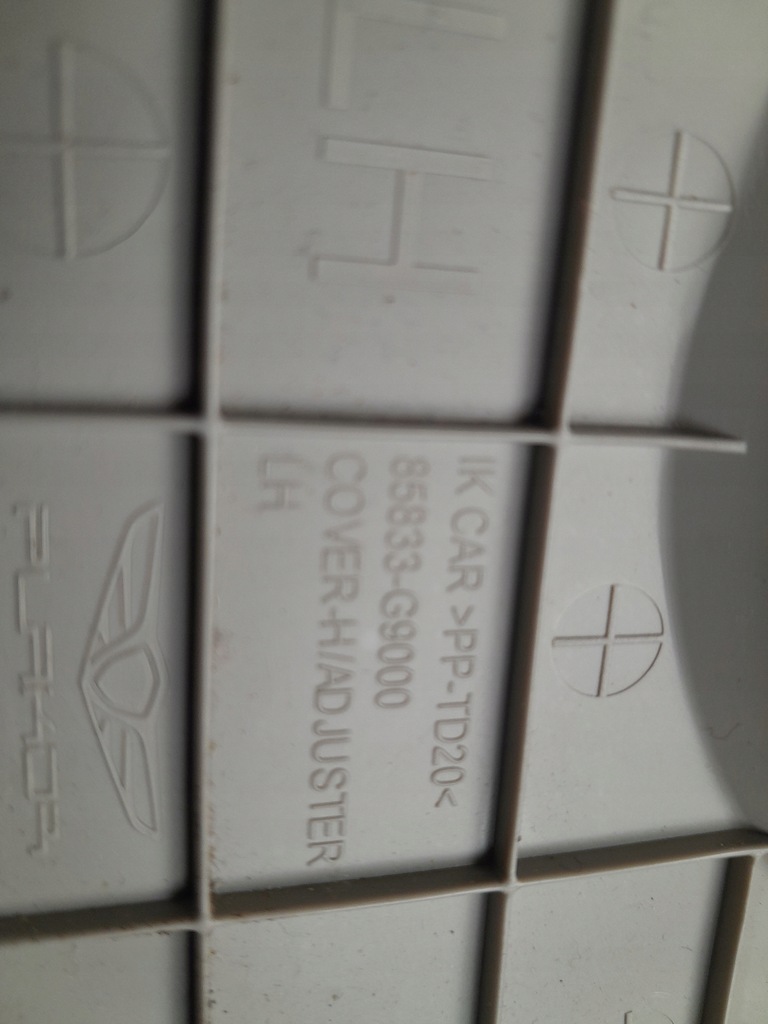 LH
IK CAR >PP-TD20<
85833-G9000
COVER-H/ADJUSTER
LH
PLAKOR